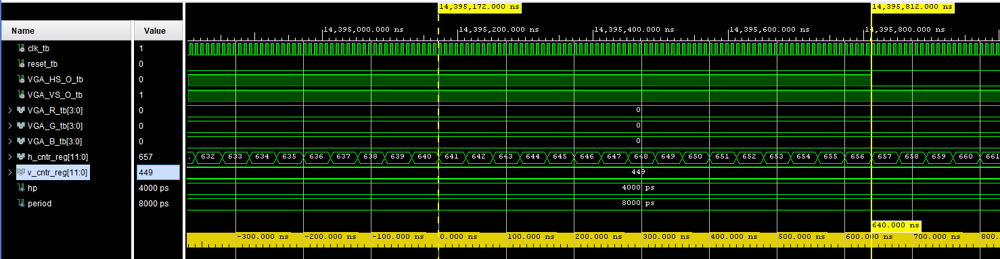 14,395,172.000 ns 14,395,812.000 ns
Name Value
14,395,000.000 ns 14,395,200.000 ns 14,395,400.000 ns 14,395,600.000 ns 14,395,800.000 ns
clk_tb 1
reset_tb 0
VGA_HS_O_tb 0
VGA_VS_O_tb 1
VGA_R_tb[3:0] 0 0
VGA_G_tb[3:0] 0 0
VGA_B_tb[3:0] 0 0
h_cntr_reg[11:0] 657 632 633 634 635 636 637 638 639 640 641 642 643 644 645 646 647 648 649 650 651 652 653 654 655 656 657 658 659 660 661
v_cntr_reg[11:0] 449 449
hp 4000 ps 4000 ps
period 8000 ps 8000 ps
640.000 ns
-300.000 ns -200.000 ns -100.000 ns 0.000 ns 100.000 ns 200.000 ns 300.000 ns 400.000 ns 500.000 ns 600.000 ns 700.000 ns 800.